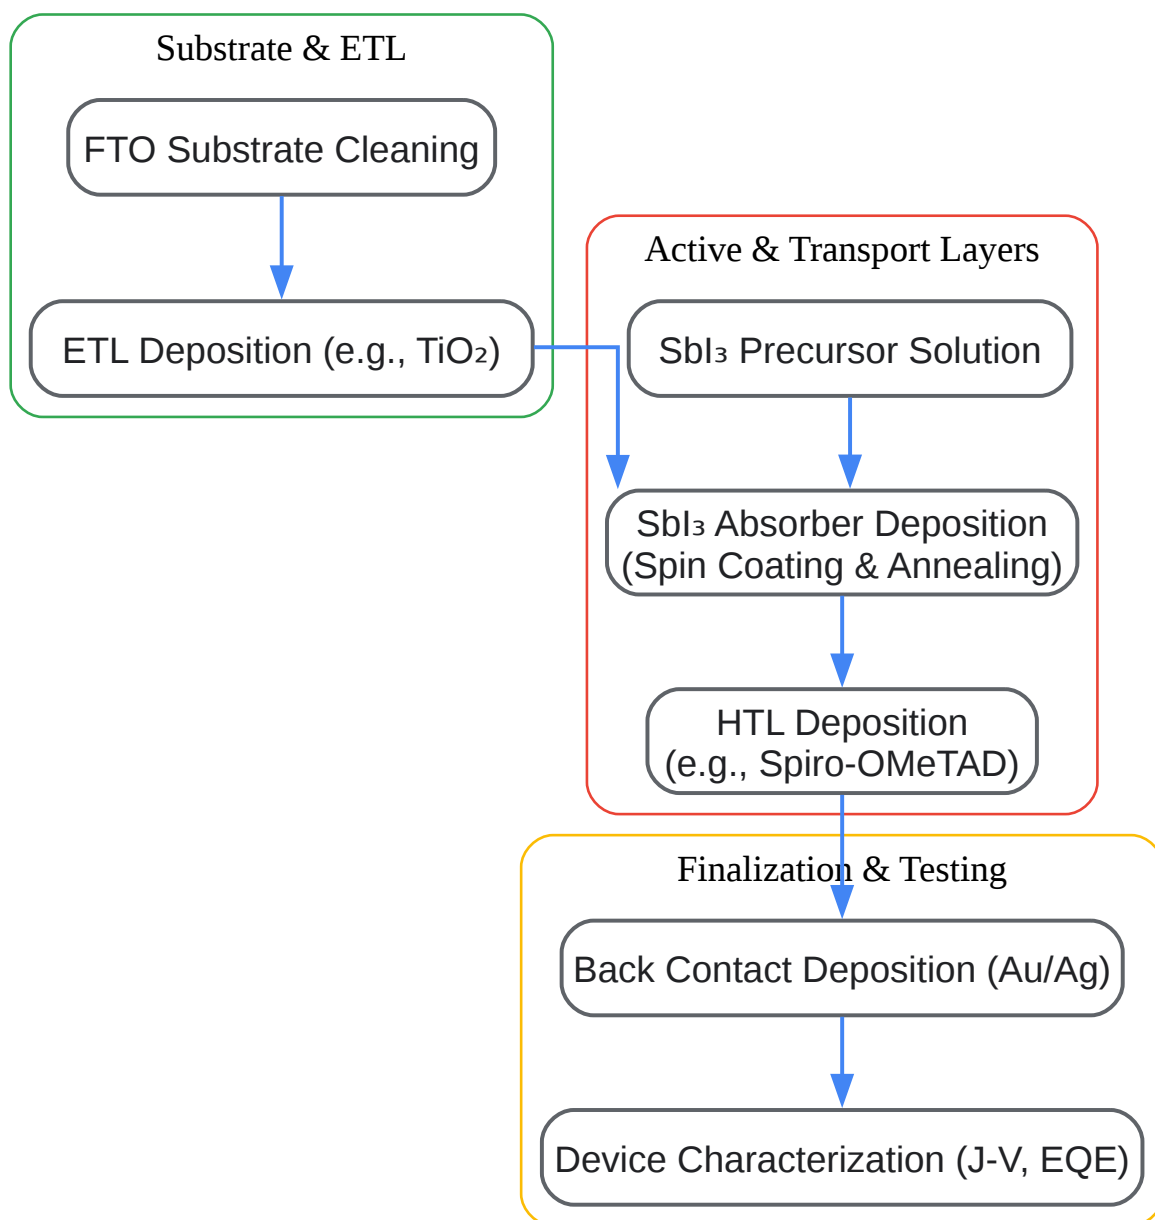 Substrate & ETL
FTO Substrate Cleaning
ETL Deposition (e.g., TiO₂)
Active & Transport Layers
SbI₃ Precursor Solution
SbI₃ Absorber Deposition
(Spin Coating & Annealing)
HTL Deposition
(e.g., Spiro-OMeTAD)
Finalization & Testing
Back Contact Deposition (Au/Ag)
Device Characterization (J-V, EQE)